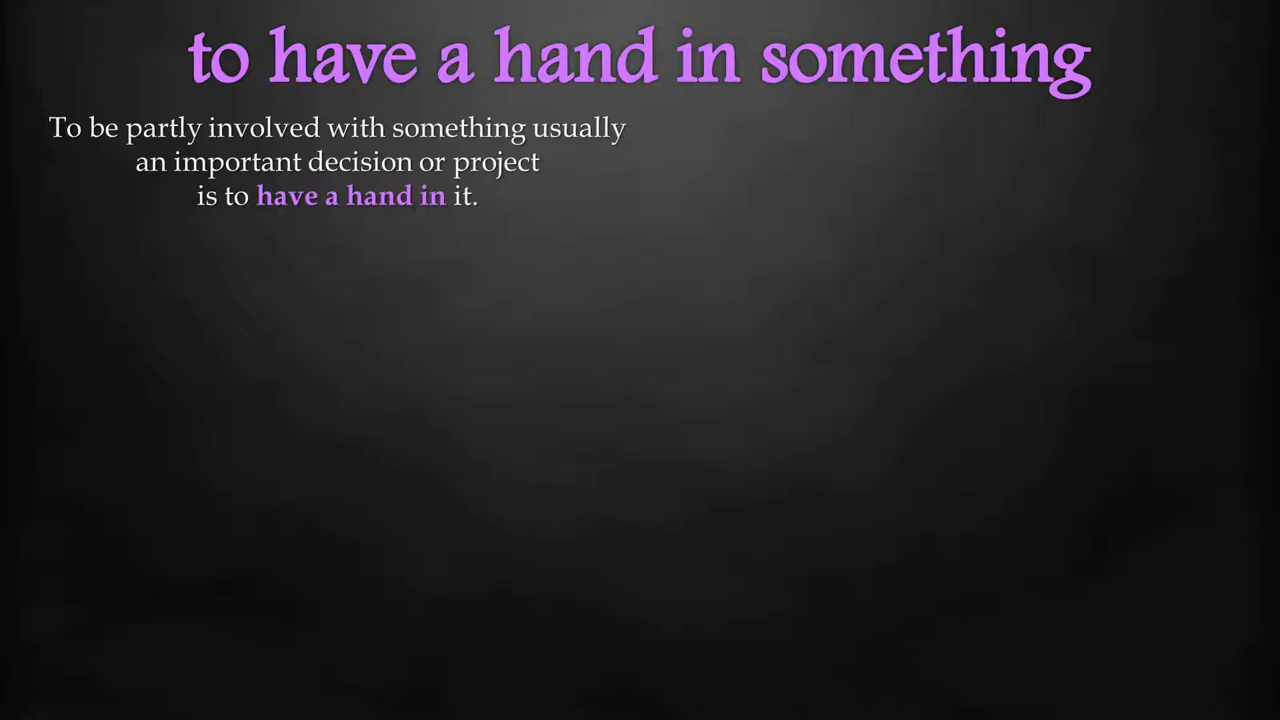 to have a hand in something
To be partly involved with something usually
an important decision or project
is to have a hand in it.